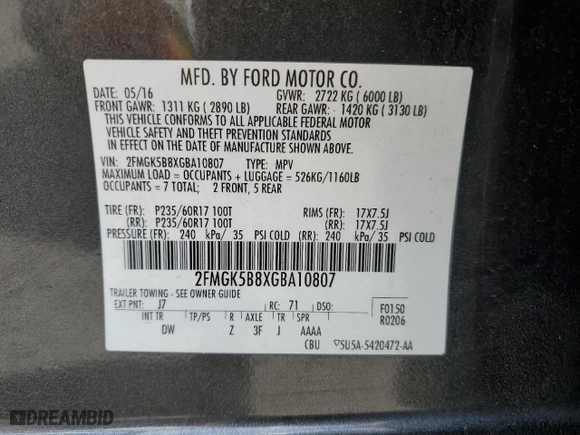 MFD. BY FORD MOTOR CO.
DATE: 05/16 GVWR: 2722 KG ( 6000 LB)
FRONT GAWR: 1311 KG ( 2890 LB) REAR GAWR: 1420 KG ( 3130 LB)
THIS VEHICLE CONFORMS TO ALL APPLICABLE FEDERAL MOTOR
VEHICLE SAFETY AND THEFT PREVENTION STANDARDS
IN EFFECT ON THE DATE OF MANUFACTURE SHOWN ABOVE.
VIN: 2FMGK5B8XGBA10807 TYPE: MPV
MAXIMUM LOAD = OCCUPANTS + LUGGAGE = 526KG/1160LB
OCCUPANTS = 7 TOTAL; 2 FRONT, 5 REAR
TIRE (FR): P235/60R17 100T RIMS (FR): 17X7.5J
(RR): P235/60R17 100T (RR): 17X7.5J
PRESSURE (FR): 240 kPa/ 35 PSI COLD (RR): 240 kPa/ 35 PSI COLD
2FMGK5B8XGBA10807
TRAILER TOWING - SEE OWNER GUIDE
EXT PNT: J7 RC: 71 DSO: F0150
INT TR TP/PS R AXLE TR SPR R0206
DW Z 3F J AAAA
CBU 5U5A-5420472-AA
DREAMBID